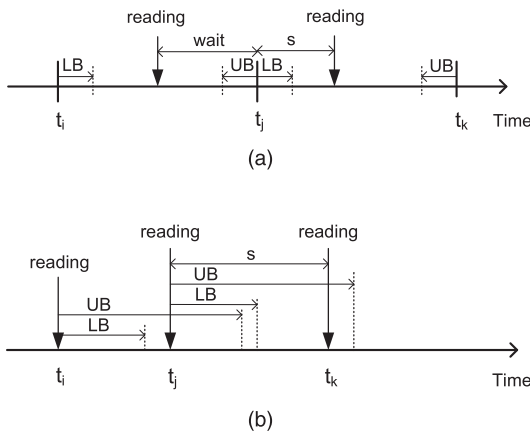 reading
reading
wait
s
LB
UB
LB
UB
t_i
t_j
t_k
Time
(a)
reading
reading
reading
s
UB
LB
UB
LB
t_i
t_j
t_k
Time
(b)